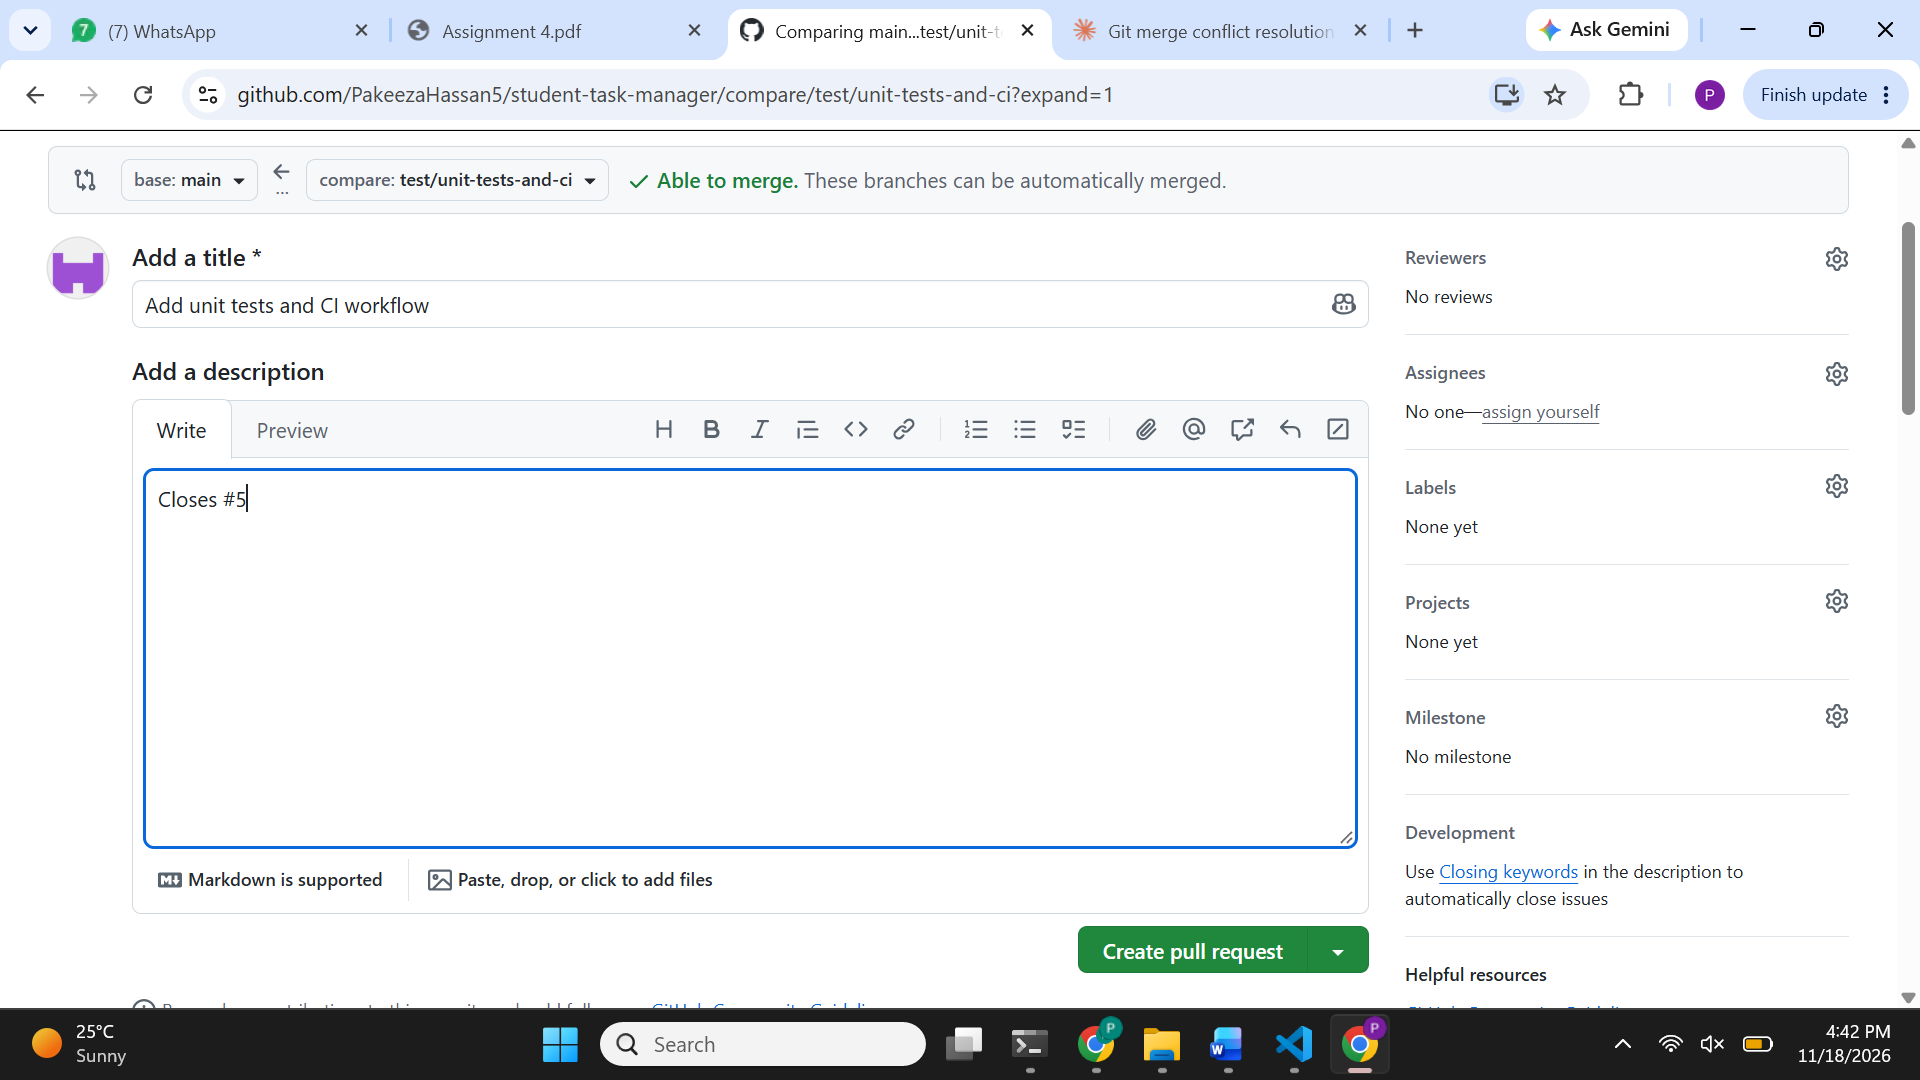 7
(7) WhatsApp
Assignment 4.pdf
Comparing main...test/unit-t
Git merge conflict resolution
Ask Gemini
github.com/PakeezaHassan5/student-task-manager/compare/test/unit-tests-and-ci?expand=1
P
Finish update
base: main
...
compare: test/unit-tests-and-ci
Able to merge. These branches can be automatically merged.
Add a title *
Add unit tests and CI workflow
Add a description
Write
Preview
Closes #5
Markdown is supported
Paste, drop, or click to add files
Create pull request
Reviewers
No reviews
Assignees
No one—assign yourself
Labels
None yet
Projects
None yet
Milestone
No milestone
Development
Use Closing keywords in the description to
automatically close issues
Helpful resources
25°C
Sunny
Search
P
W
P
4:42 PM
11/18/2026